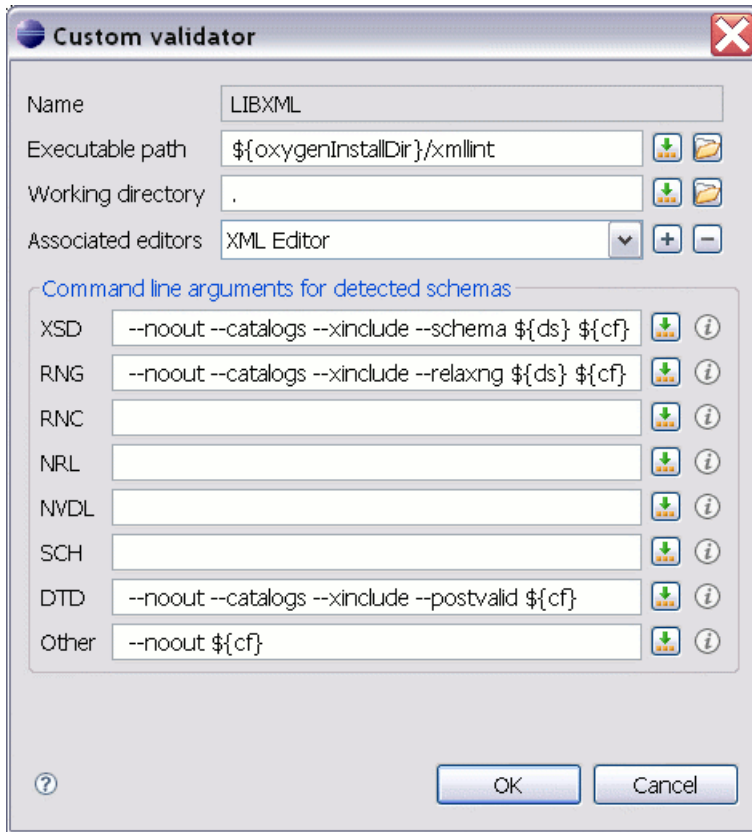 Custom validator
Name LIBXML
Executable path ${oxygenInstallDir}/xmllint
Working directory .
Associated editors XML Editor
Command line arguments for detected schemas
XSD --noout --catalogs --xinclude --schema ${ds} ${cf}
RNG --noout --catalogs --xinclude --relaxng ${ds} ${cf}
RNC
NRL
NVDL
SCH
DTD --noout --catalogs --xinclude --postvalid ${cf}
Other --noout ${cf}
OK Cancel